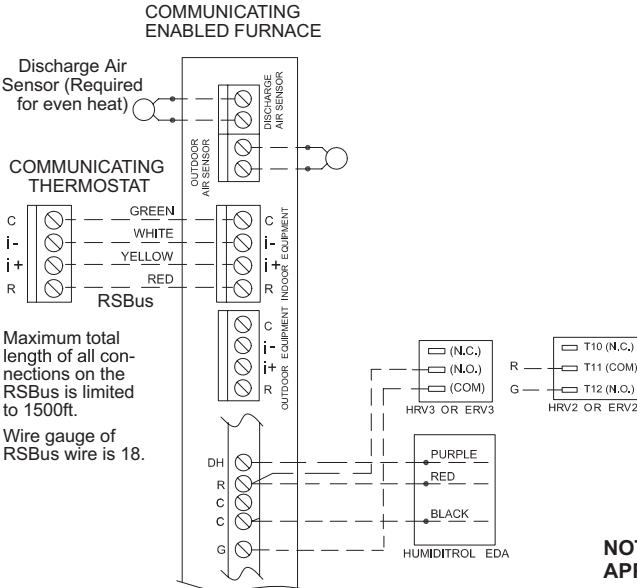 COMMUNICATING
ENABLED FURNACE
Discharge Air
Sensor (Required
for even heat)
DISCHARGE
AIR SENSOR
OUTDOOR
AIR SENSOR
COMMUNICATING
THERMOSTAT
C
i-
i+
R
GREEN
WHITE
YELLOW
RED
RSBus
C
i-
i+
R
INDOOR EQUIPMENT
C
i-
i+
R
OUTDOOR EQUIPMENT
Maximum total
length of all con-
nections on the
RSBus is limited
to 1500ft.
Wire gauge of
RSBus wire is 18.
(N.C.)
(N.O.)
(COM)
HRV3 OR ERV3
T10 (N.C.)
R T11 (COM)
G T12 (N.O.)
HRV2 OR ERV2
DH
R
C
C
G
PURPLE
RED
BLACK
HUMIDITROL EDA